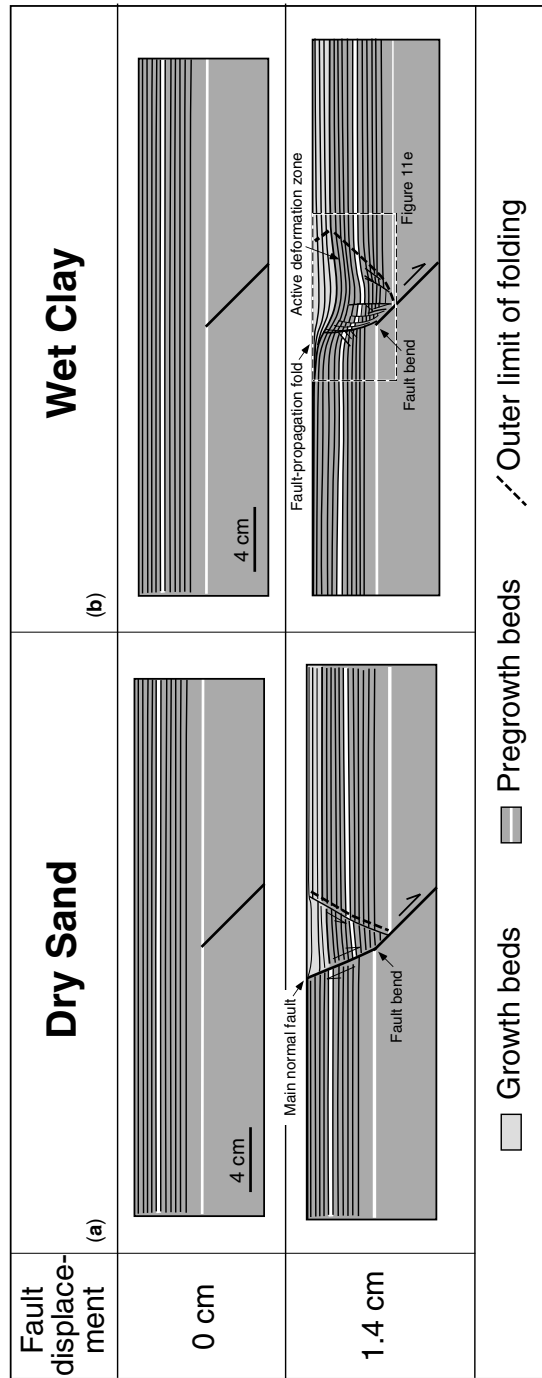 Fault
displace-
ment
(a)
Dry Sand
(b)
Wet Clay
0 cm
4 cm
4 cm
1.4 cm
Main normal fault
Fault bend
Fault-propagation fold
Active deformation zone
Fault bend
Figure 11e
Growth beds
Pregrowth beds
Outer limit of folding